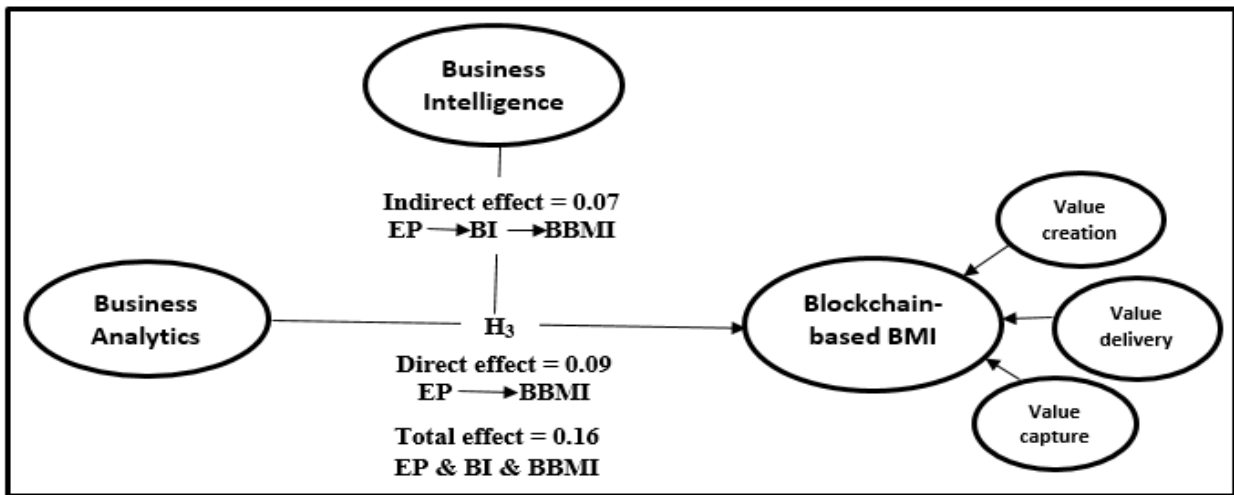 Business
Intelligence
Indirect effect = 0.07
EP → BI → BBMI
Value
creation
Business
Analytics
H₃
Blockchain-
based BMI
Value
delivery
Direct effect = 0.09
EP → BBMI
Value
capture
Total effect = 0.16
EP & BI & BBMI